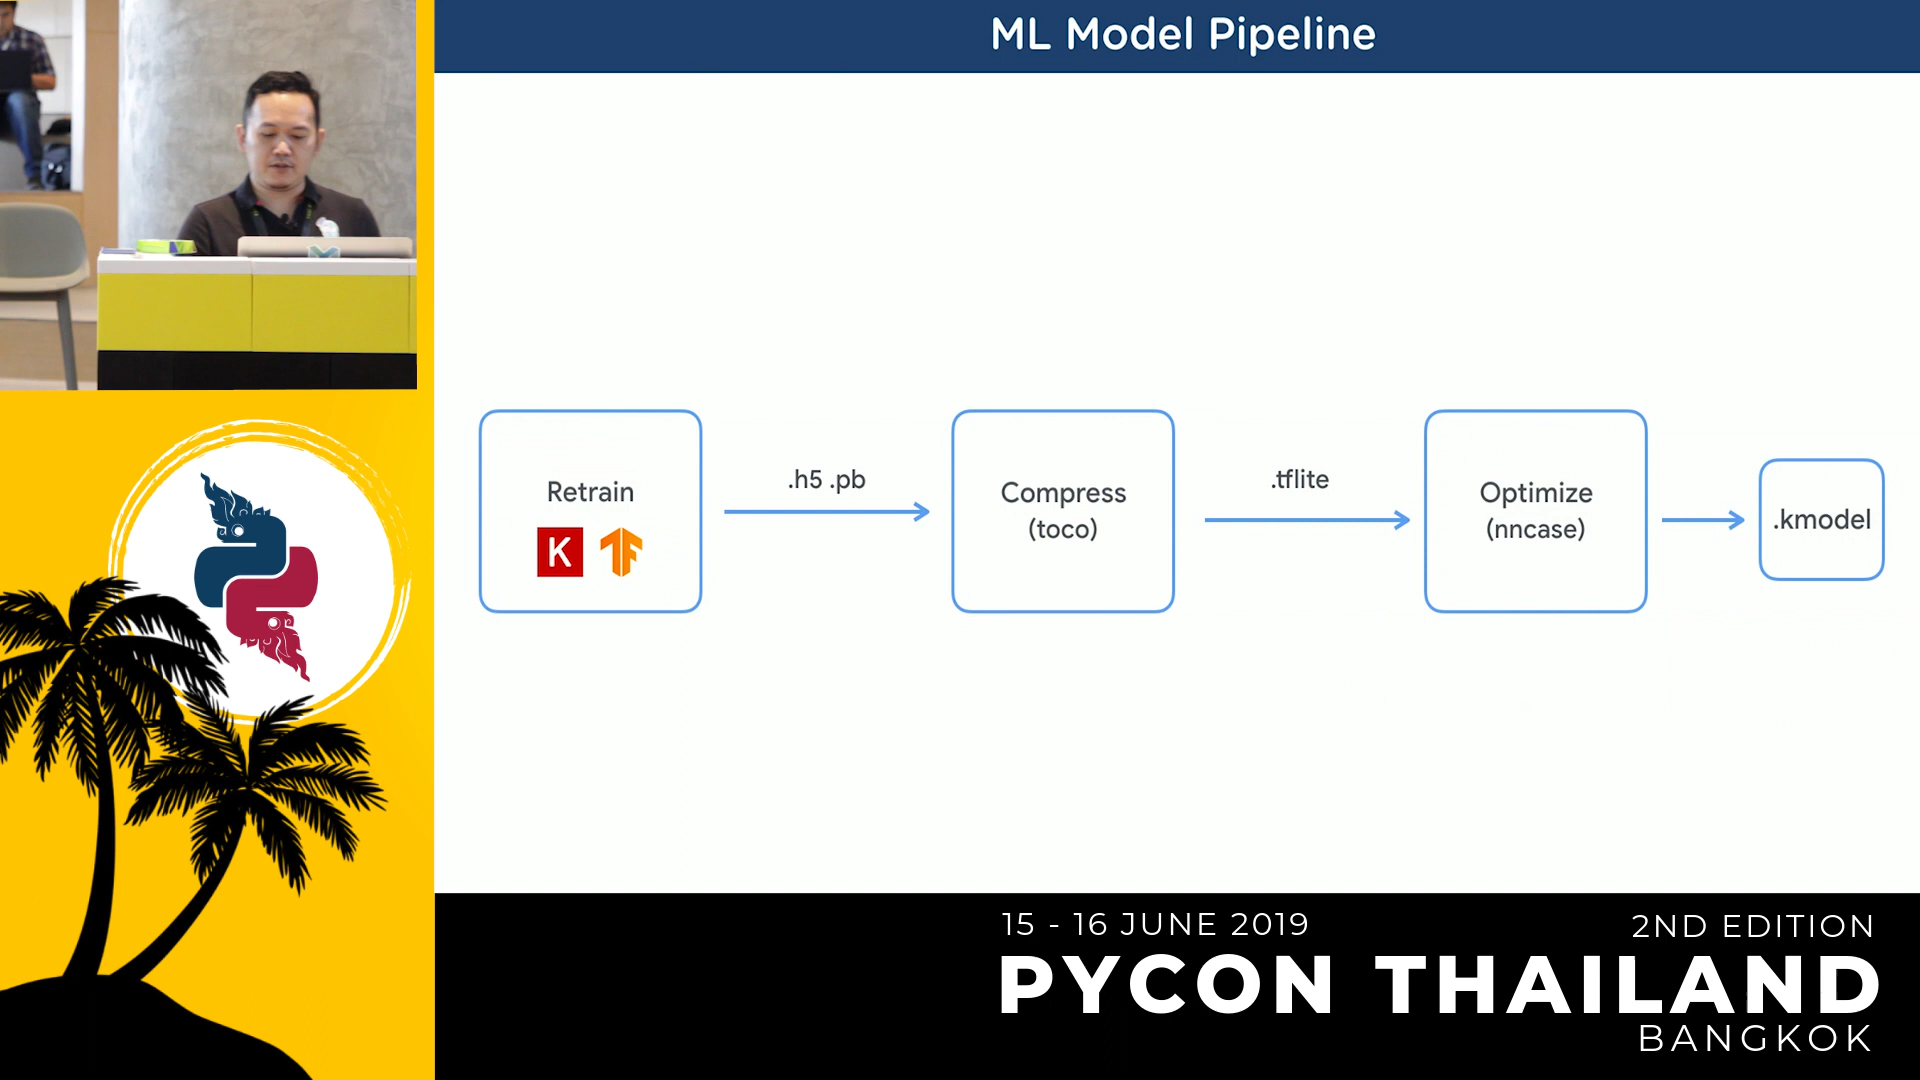 ML Model Pipeline
Retrain
K
.h5 .pb
Compress
(toco)
.tflite
Optimize
(nncase)
.kmodel
15 - 16 JUNE 2019
2ND EDITION
PYCON THAILAND
BANGKOK